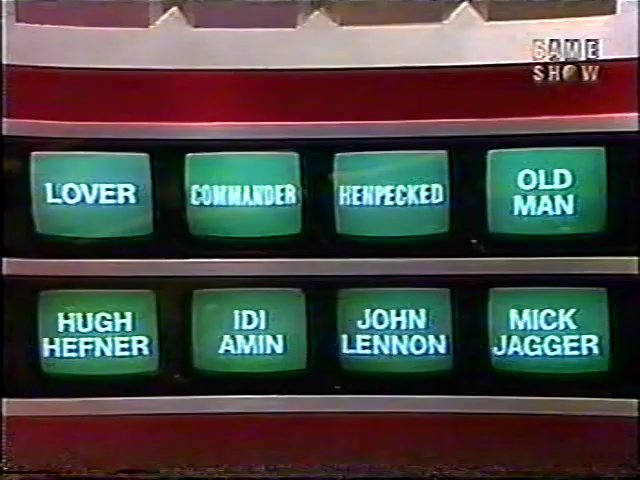 GAME
SHOW
LOVER
COMMANDER
HENPECKED
OLD
MAN
HUGH
HEFNER
IDI
AMIN
JOHN
LENNON
MICK
JAGGER